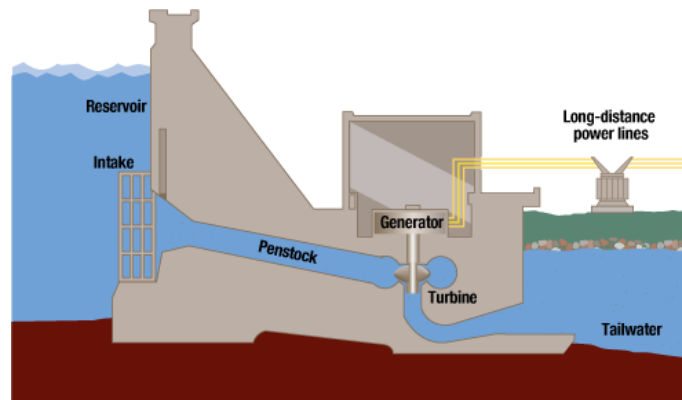 Reservoir
Intake
Long-distance
power lines
Generator
Penstock
Turbine
Tailwater